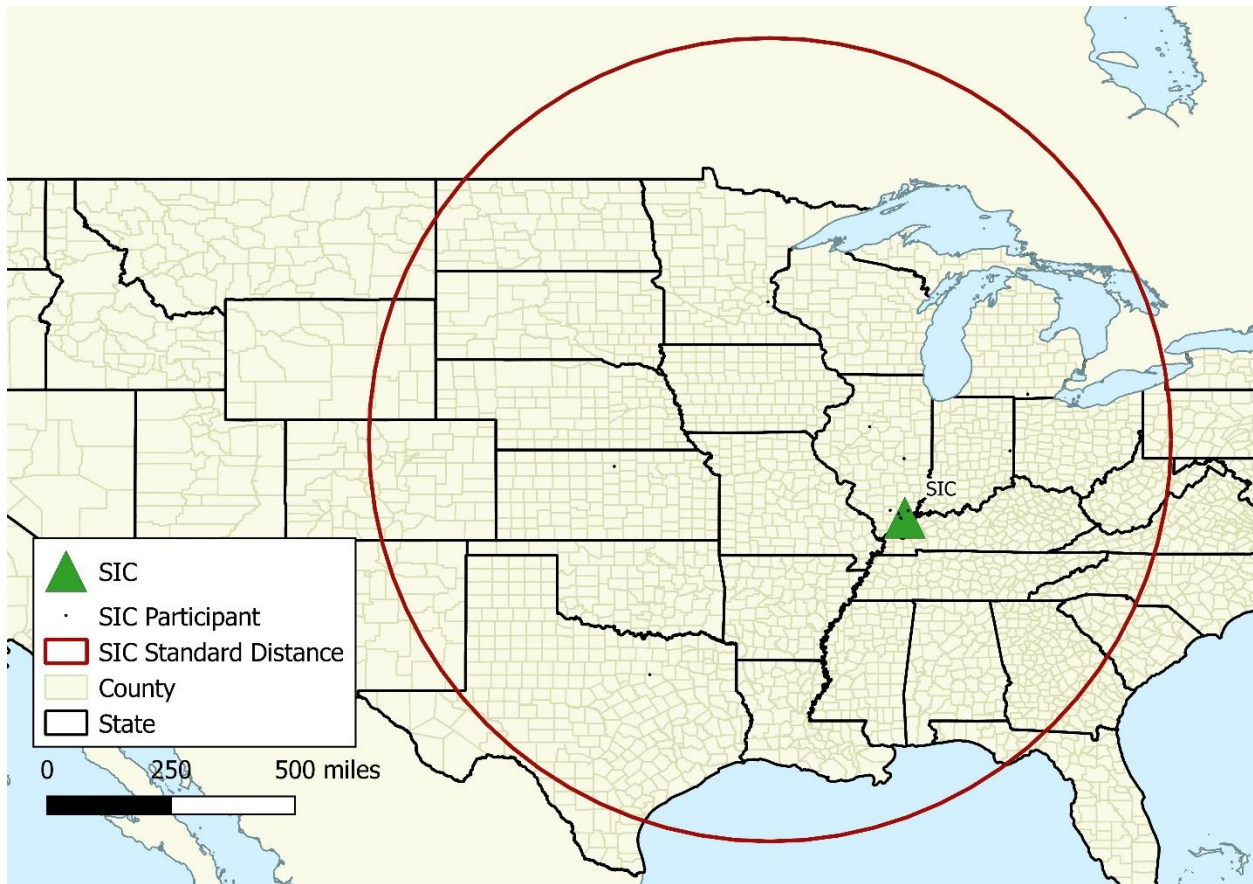 SIC
SIC
SIC Participant
SIC Standard Distance
County
State
0 250 500 miles